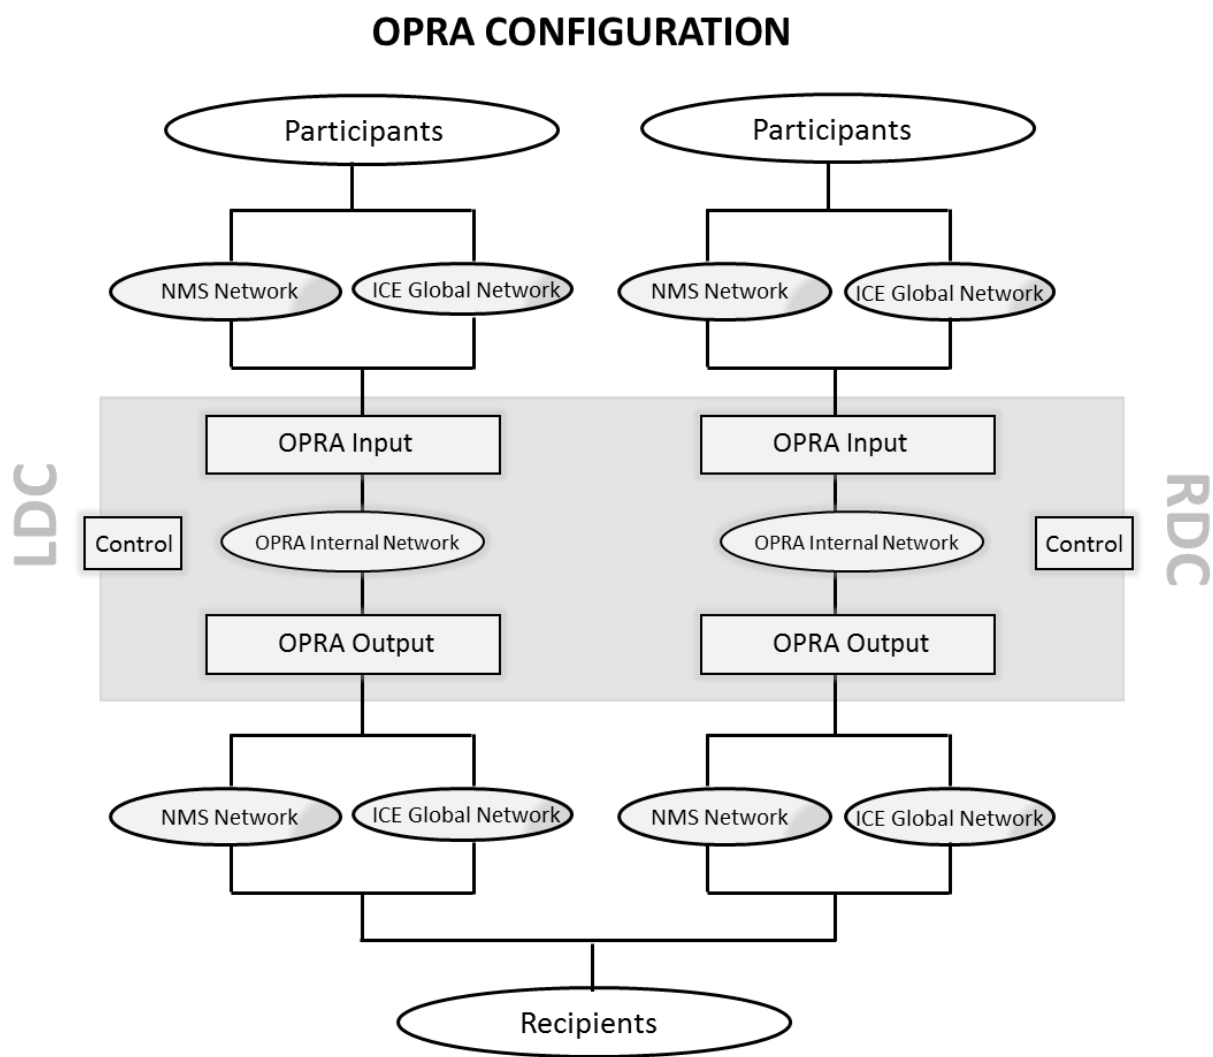 OPRA CONFIGURATION
Participants
Participants
NMS Network
ICE Global Network
NMS Network
ICE Global Network
OPRA Input
OPRA Input
LDC
Control
OPRA Internal Network
OPRA Internal Network
Control
RDC
OPRA Output
OPRA Output
NMS Network
ICE Global Network
NMS Network
ICE Global Network
Recipients